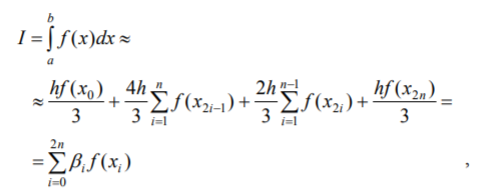 I = ∫_a^b f(x)dx ≈
≈ hf(x₀)/3 + 4h/3 ∑_{i=1}^{n} f(x_{2i−1}) + 2h/3 ∑_{i=1}^{n−1} f(x_{2i}) + hf(x_{2n})/3 =
= ∑_{i=0}^{2n} β_i f(x_i) ,